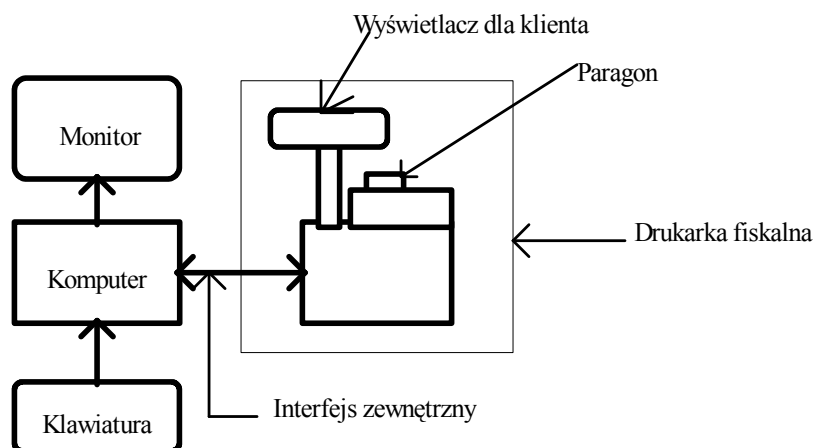 Wyświetlacz dla klienta
Paragon
Monitor
Drukarka fiskalna
Komputer
Interfejs zewnętrzny
Klawiatura